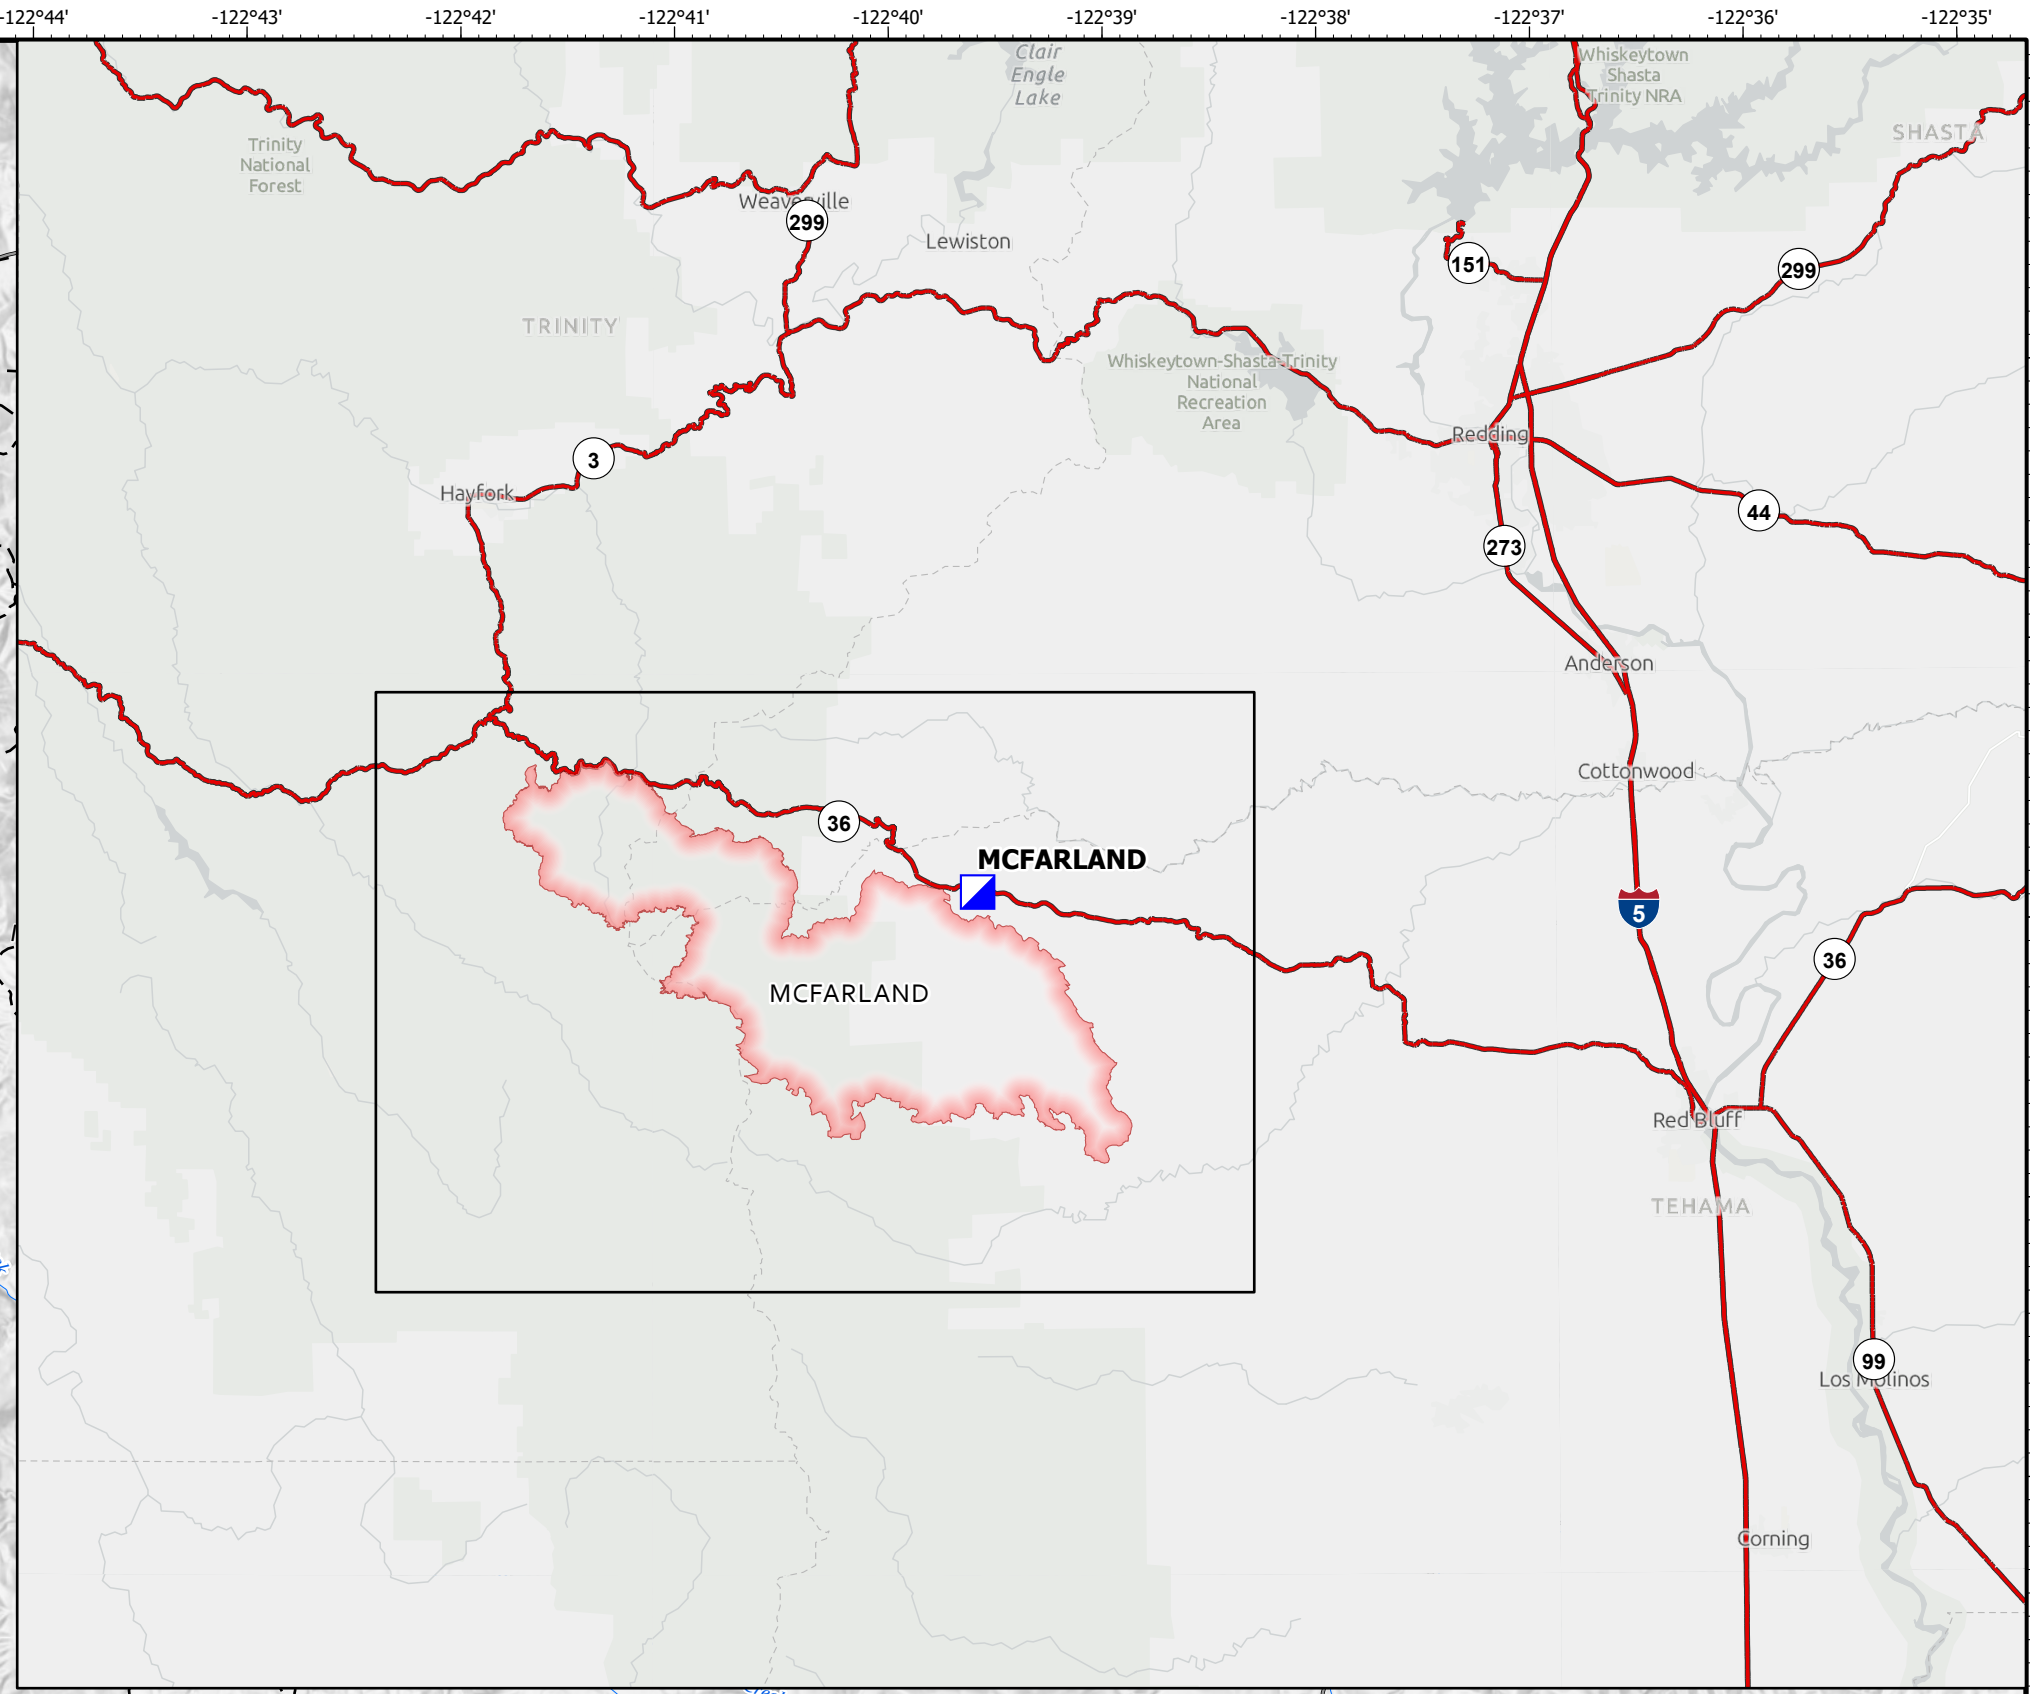 -122°44'
-122°43'
-122°42'
-122°41'
-122°40'
-122°39'
-122°38'
-122°37'
-122°36'
-122°35'
Clair
Engle
Lake
Whiskeytown
Shasta
Trinity NRA
SHASTA
Trinity
National
Forest
Weaverville
299
Lewiston
151
299
TRINITY
Whiskeytown-Shasta-Trinity
National
Recreation
Area
Redding
3
Hayfork
44
273
Anderson
Cottonwood
36
MCFARLAND
5
36
MCFARLAND
Red Bluff
TEHAMA
99
Los Molinos
Corning